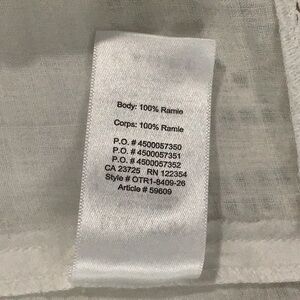 Body: 100% Ramie
Corps: 100% Ramie
P.O. # 4500057350
P.O. # 4500057351
P.O. # 4500057352
CA 23725 RN 122354
Style # OTR1-8409-26
Article # 59609